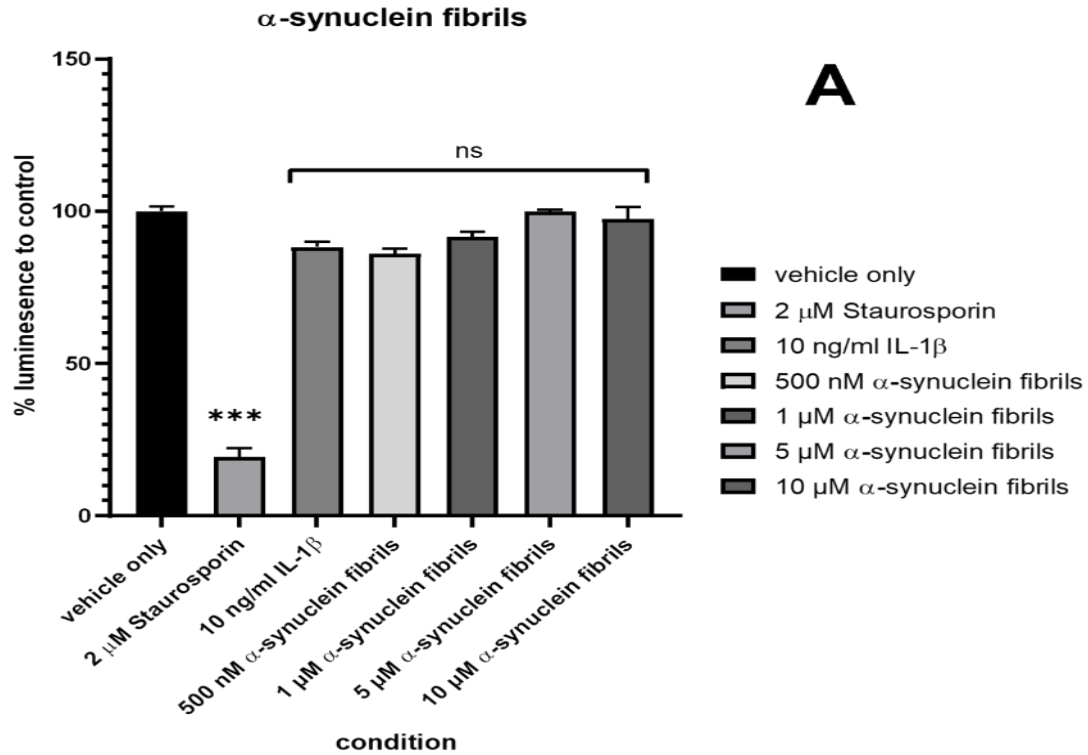 α-synuclein fibrils
A
150
100
50
0
% luminesence to control
ns
***
vehicle only
2 μM Staurosporin
10 ng/ml IL-1β
500 nM α-synuclein fibrils
1 µM α-synuclein fibrils
5 µM α-synuclein fibrils
10 µM α-synuclein fibrils
condition
vehicle only
2 μM Staurosporin
10 ng/ml IL-1β
500 nM α-synuclein fibrils
1 µM α-synuclein fibrils
5 µM α-synuclein fibrils
10 µM α-synuclein fibrils